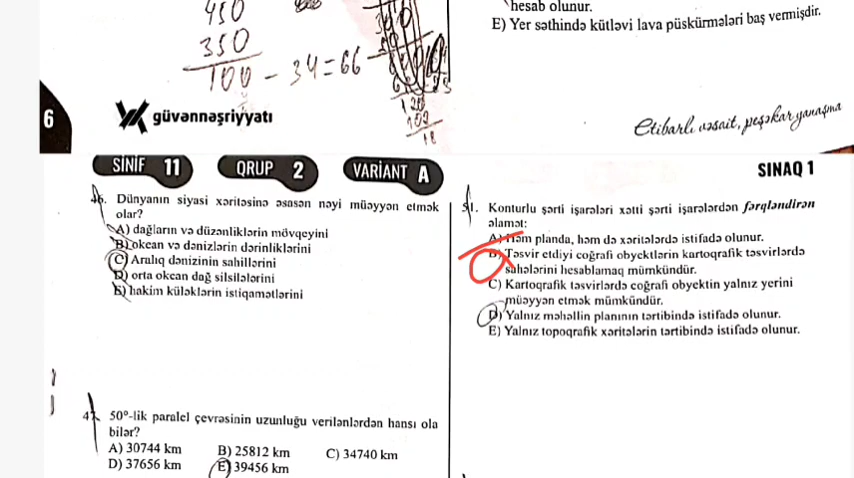 450
350
100 - 34 = 66
120
102
18
hesab olunur.
E) Yer səthində kütləvi lava püskürmələri baş vermişdir.
6
güvənnəşriyyatı
Etibarlı vəsait, peşəkar yanaşma
SİNİF 11
QRUP 2
VARİANT A
SINAQ 1
46. Dünyanın siyasi xəritəsinə əsasən nəyi müəyyən etmək
olar?
A) dağların və düzənliklərin mövqeyini
B) okean və dənizlərin dərinliklərini
C) Aralıq dənizinin sahillərini
D) orta okean dağ silsilələrini
E) hakim küləklərin istiqamətlərini
47. 50°-lik paralel çevrəsinin uzunluğu verilənlərdən hansı ola
bilər?
A) 30744 km B) 25812 km C) 34740 km
D) 37656 km E) 39456 km
51. Konturlu şərti işarələri xətti şərti işarələrdən fərqləndirən
əlamət:
A) Həm planda, həm də xəritələrdə istifadə olunur.
B) Təsvir etdiyi coğrafi obyektlərin kartoqrafik təsvirlərdə
sahələrini hesablamaq mümkündür.
C) Kartoqrafik təsvirlərdə coğrafi obyektin yalnız yerini
müəyyən etmək mümkündür.
D) Yalnız məhəllin planının tərtibində istifadə olunur.
E) Yalnız topoqrafik xəritələrin tərtibində istifadə olunur.